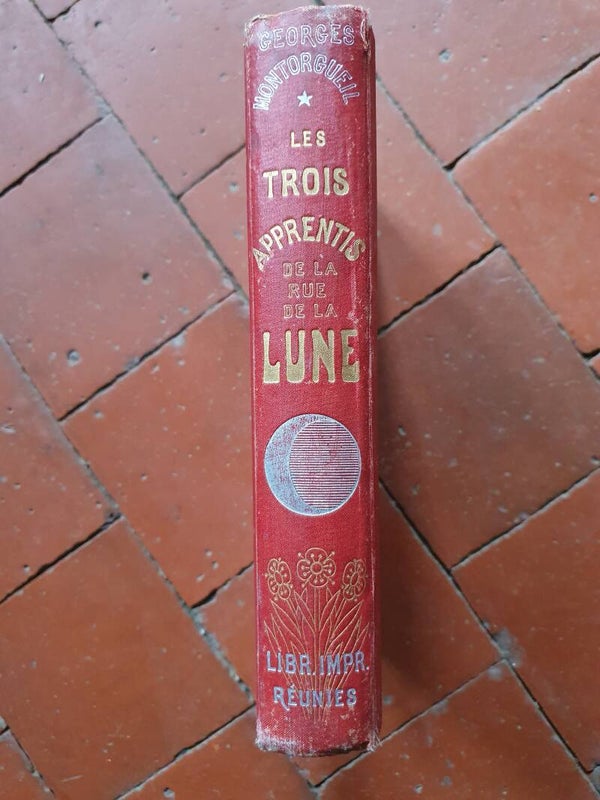 GEORGES
MONTORGUEIL
LES
TROIS
APPRENTIS
DE LA
RUE
DE LA
LUNE
LIBR. IMPR.
RÉUNIES